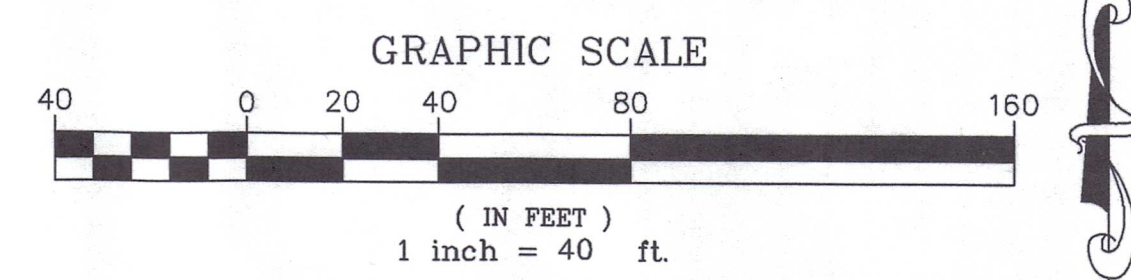 GRAPHIC SCALE
40 0 20 40 80 160
( IN FEET )
1 inch = 40 ft.